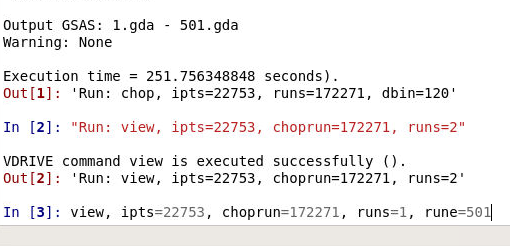 Output GSAS: 1.gda - 501.gda
Warning: None
Execution time = 251.756348848 seconds).
Out[1]: 'Run: chop, ipts=22753, runs=172271, dbin=120'
In [2]: "Run: view, ipts=22753, choprun=172271, runs=2"
VDRIVE command view is executed successfully ().
Out[2]: 'Run: view, ipts=22753, choprun=172271, runs=2'
In [3]: view, ipts=22753, choprun=172271, runs=1, rune=501